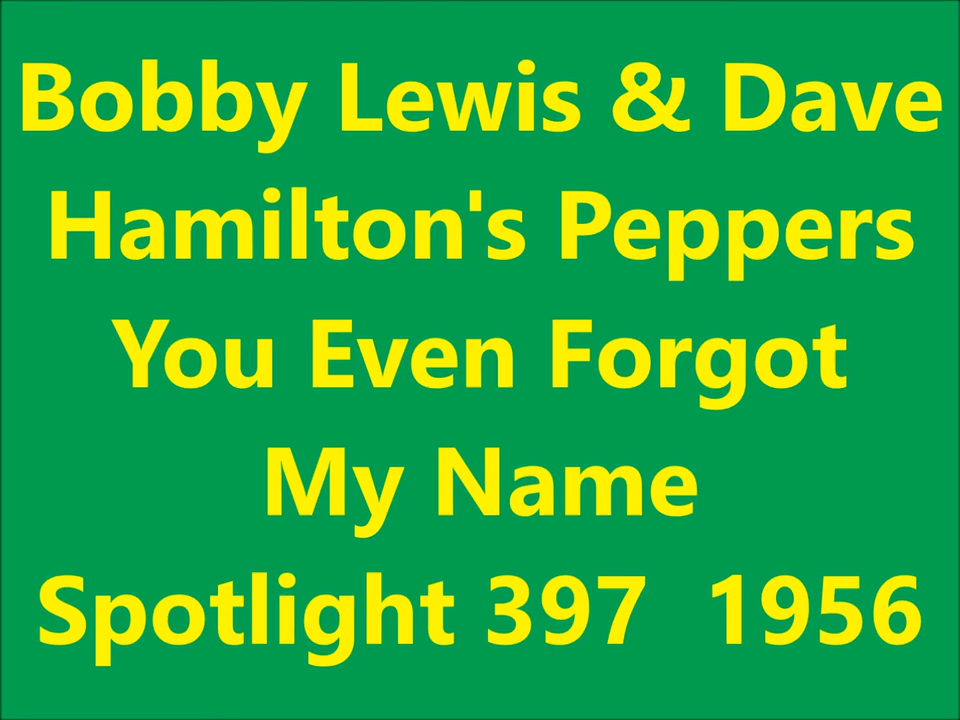 Bobby Lewis & Dave
Hamilton's Peppers
You Even Forgot
My Name
Spotlight 397  1956